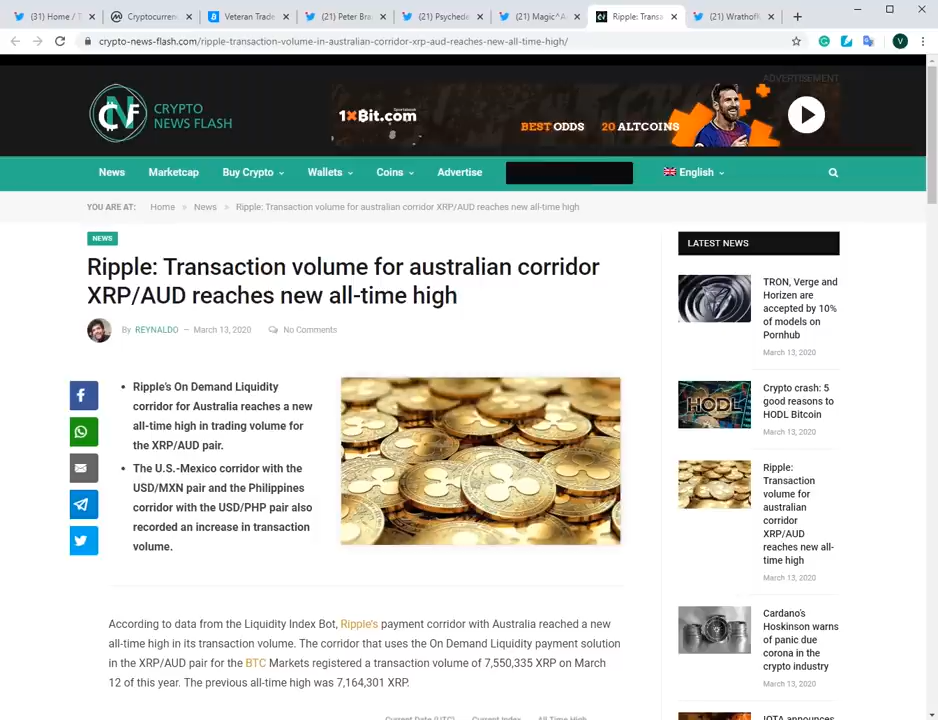 (31) Home / T
Cryptocurren
Veteran Trade
(21) Peter Bra
(21) Psychede
(21) Magic^A
Ripple: Transa
(21) Wrathof
crypto-news-flash.com/ripple-transaction-volume-in-australian-corridor-xrp-aud-reaches-new-all-time-high/
V
ADVERTISEMENT
CNF
CRYPTO
NEWS FLASH
1XBit.com
Sportsbook
BEST ODDS 20 ALTCOINS
News Marketcap Buy Crypto Wallets Coins Advertise English
YOU ARE AT: Home » News » Ripple: Transaction volume for australian corridor XRP/AUD reaches new all-time high
NEWS
Ripple: Transaction volume for australian corridor
XRP/AUD reaches new all-time high
By REYNALDO — March 13, 2020 No Comments
• Ripple's On Demand Liquidity
corridor for Australia reaches a new
all-time high in trading volume for
the XRP/AUD pair.
• The U.S.-Mexico corridor with the
USD/MXN pair and the Philippines
corridor with the USD/PHP pair also
recorded an increase in transaction
volume.
According to data from the Liquidity Index Bot, Ripple's payment corridor with Australia reached a new
all-time high in its transaction volume. The corridor that uses the On Demand Liquidity payment solution
in the XRP/AUD pair for the BTC Markets registered a transaction volume of 7,550,335 XRP on March
12 of this year. The previous all-time high was 7,164,301 XRP.
Current Date (UTC) Current Index All Time High
LATEST NEWS
TRON, Verge and
Horizen are
accepted by 10%
of models on
Pornhub
March 13, 2020
HODL
Crypto crash: 5
good reasons to
HODL Bitcoin
March 13, 2020
Ripple:
Transaction
volume for
australian
corridor
XRP/AUD
reaches new all-
time high
March 13, 2020
Cardano's
Hoskinson warns
of panic due
corona in the
crypto industry
March 13, 2020
IOTA announces